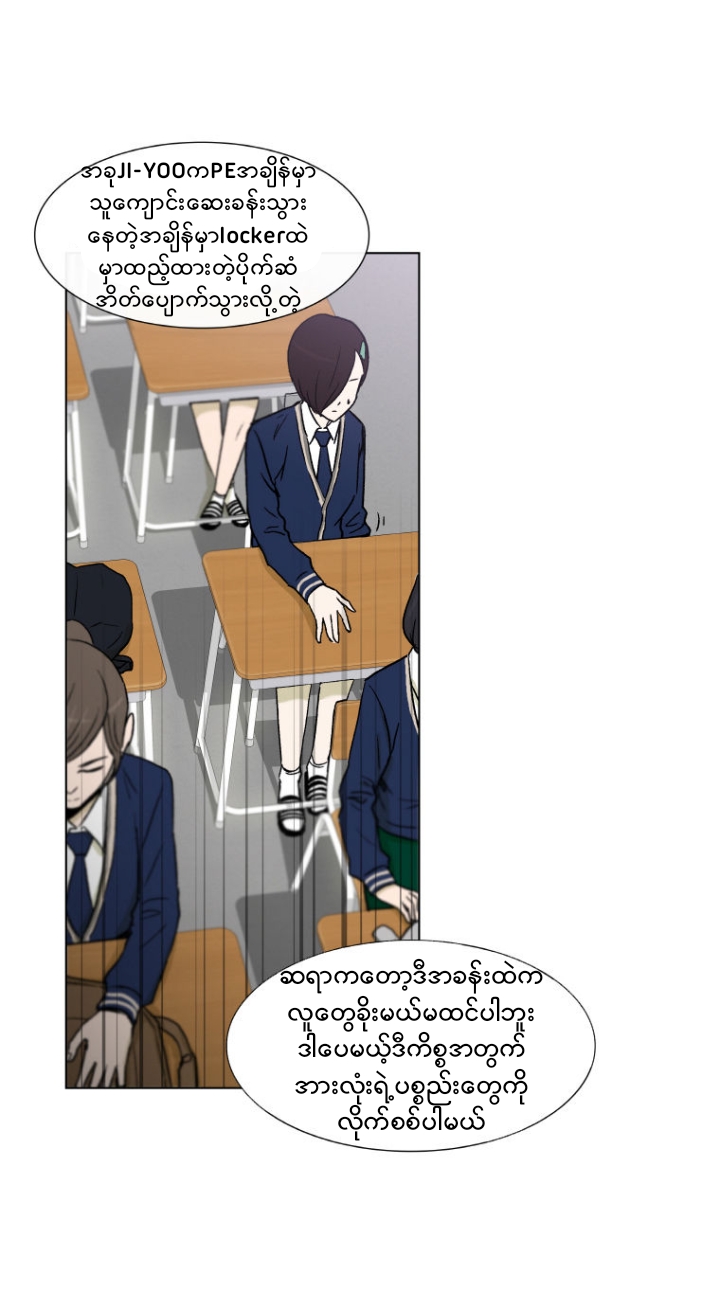 အခုJI-YOOကPEအချိန်မှာ
သူကျောင်းဆေးခန်းသွား
နေတဲ့အချိန်မှာlockerထဲ
မှာထည့်ထားတဲ့ပိုက်ဆံ
အိတ်ပျောက်သွားလို့တဲ့
ဆရာကတော့ဒီအခန်းထဲက
လူတွေခိုးမယ်မထင်ပါဘူး
ဒါပေမယ့်ဒီကိစ္စအတွက်
အားလုံးရဲ့ပစ္စည်းတွေကို
လိုက်စစ်ပါမယ်